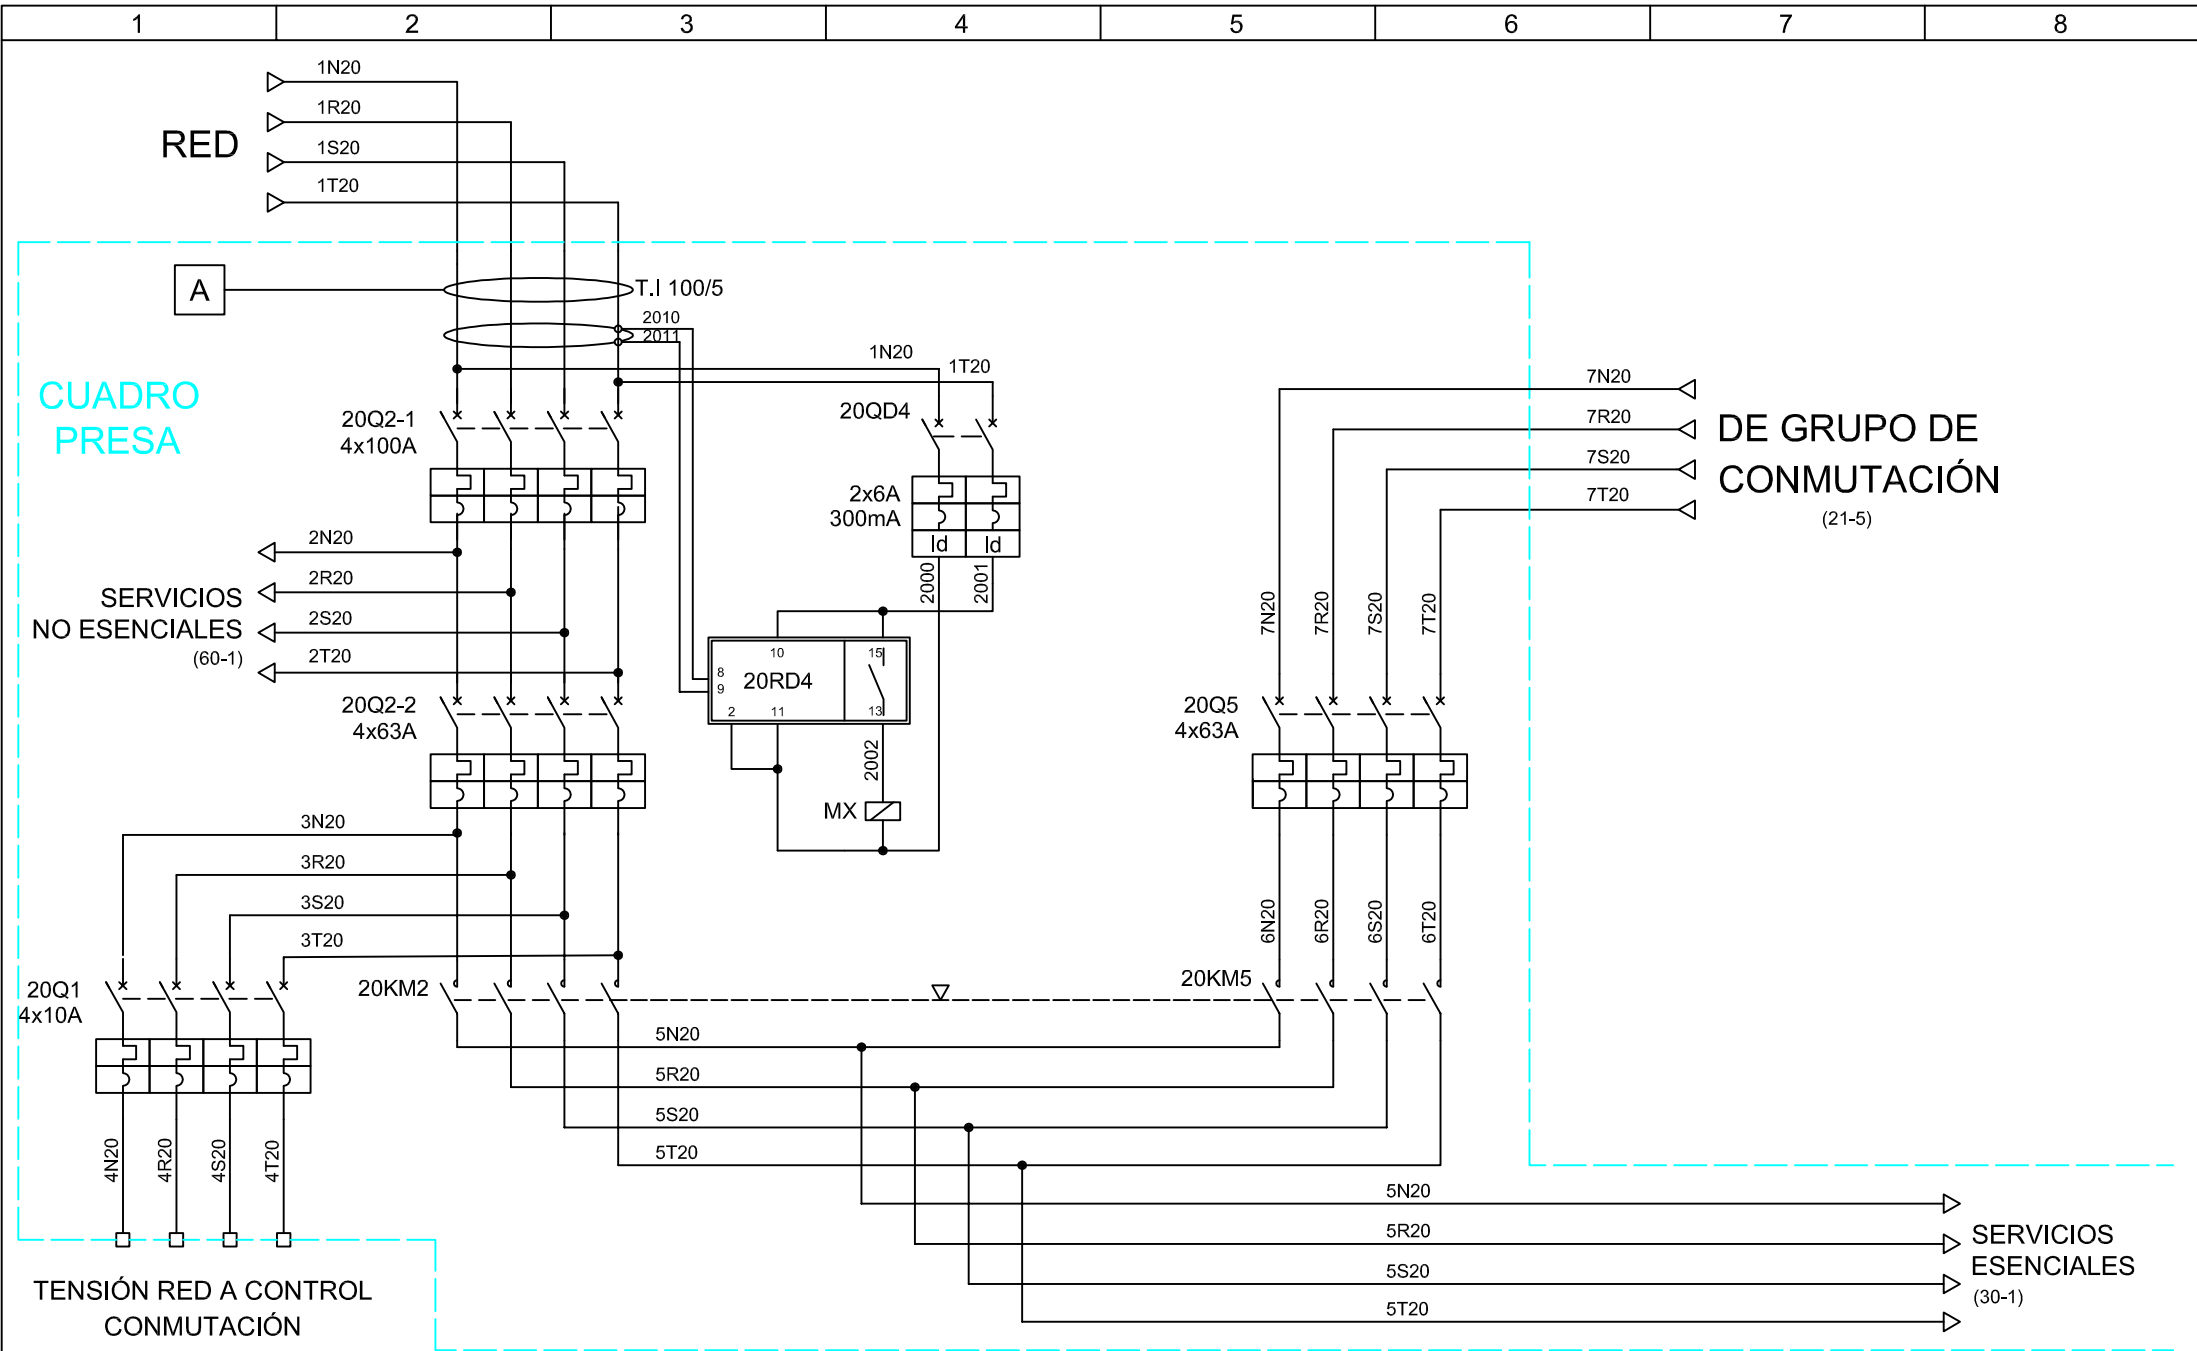 1 2 3 4 5 6 7 8
1N20
1R20
RED
1S20
1T20
A
T.I 100/5
2010
2011
1N20
1T20
CUADRO
PRESA
20Q2-1
4x100A
20QD4
2x6A
300mA
Id Id
7N20
7R20
7S20
7T20
DE GRUPO DE
CONMUTACIÓN
(21-5)
2N20
2R20
2S20
2T20
SERVICIOS
NO ESENCIALES
(60-1)
2000
2001
7N20
7R20
7S20
7T20
10
15
8
9
20RD4
2
11
13
20Q2-2
4x63A
2002
MX
20Q5
4x63A
3N20
3R20
3S20
3T20
6N20
6R20
6S20
6T20
20Q1
4x10A
20KM2
20KM5
5N20
5R20
5S20
5T20
4N20
4R20
4S20
4T20
5N20
5R20
5S20
5T20
SERVICIOS
ESENCIALES
(30-1)
TENSIÓN RED A CONTROL
CONMUTACIÓN